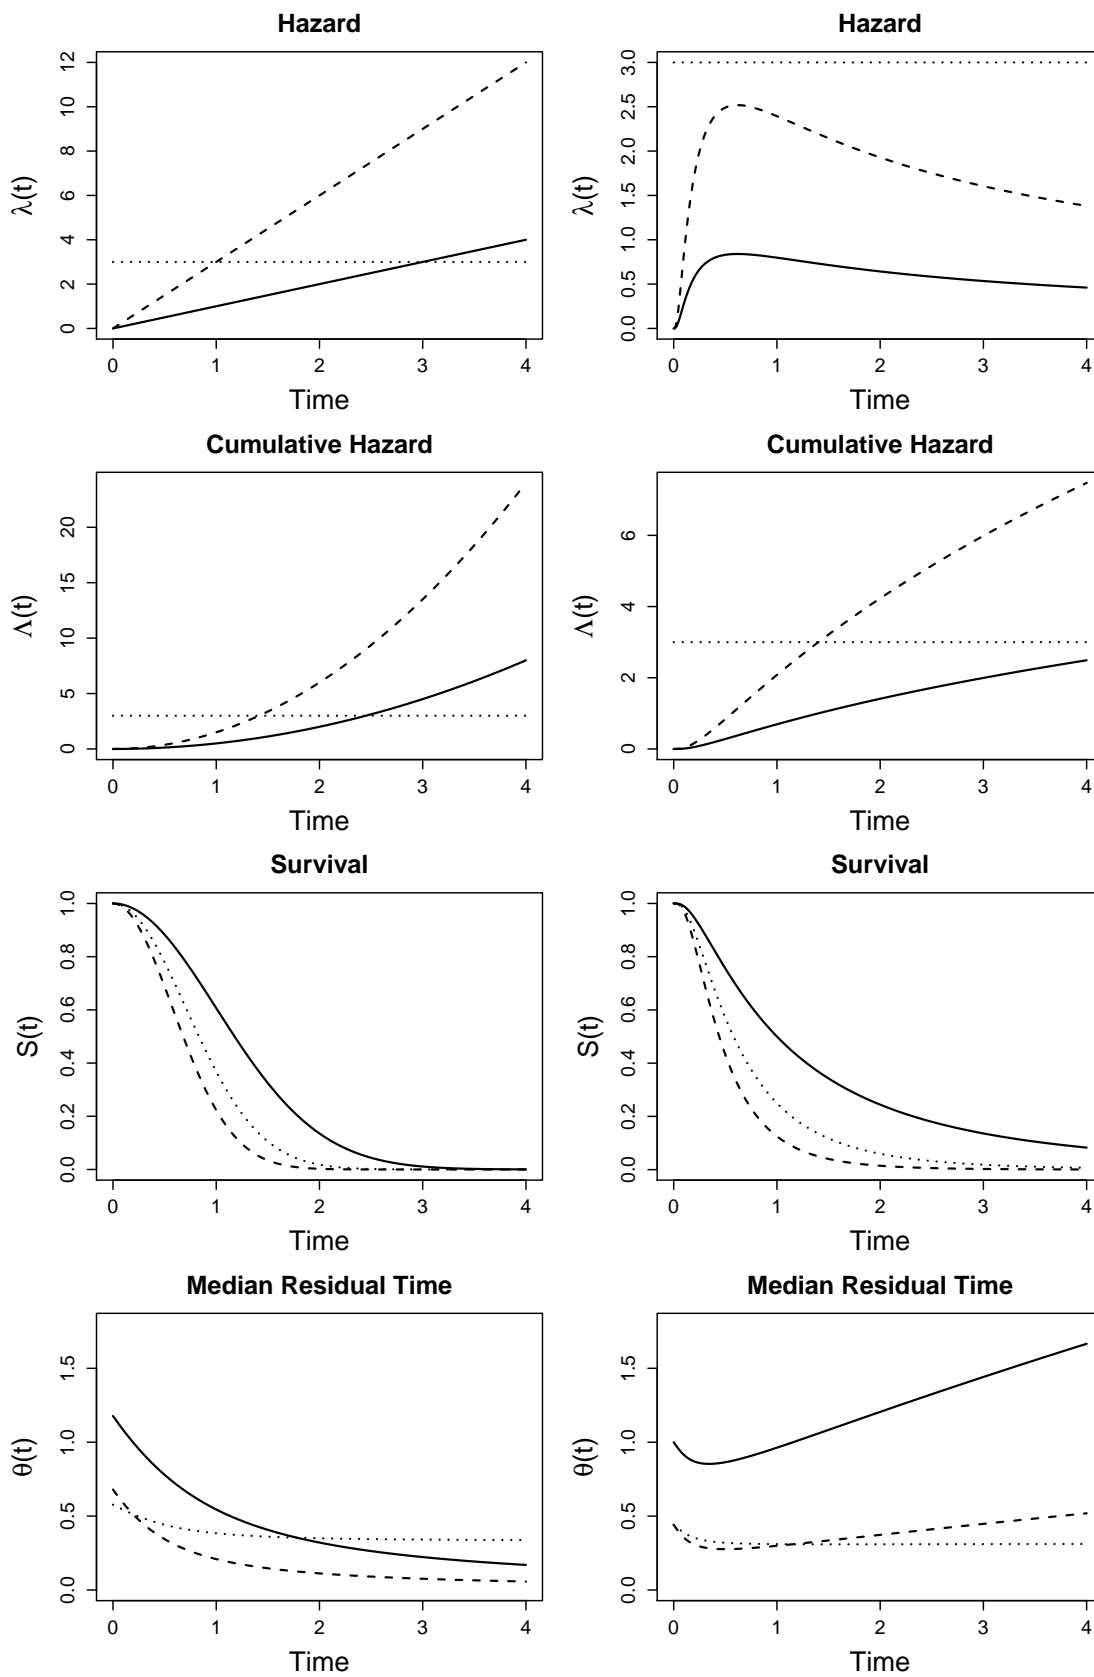 Hazard
λ(t)
12
10
8
6
4
2
0
0 1 2 3 4
Time
Hazard
λ(t)
3.0
2.5
2.0
1.5
1.0
0.5
0.0
0 1 2 3 4
Time
Cumulative Hazard
Λ(t)
20
15
10
5
0
0 1 2 3 4
Time
Cumulative Hazard
Λ(t)
6
4
2
0
0 1 2 3 4
Time
Survival
S(t)
1.0
0.8
0.6
0.4
0.2
0.0
0 1 2 3 4
Time
Survival
S(t)
1.0
0.8
0.6
0.4
0.2
0.0
0 1 2 3 4
Time
Median Residual Time
θ(t)
1.5
1.0
0.5
0.0
0 1 2 3 4
Time
Median Residual Time
θ(t)
1.5
1.0
0.5
0.0
0 1 2 3 4
Time